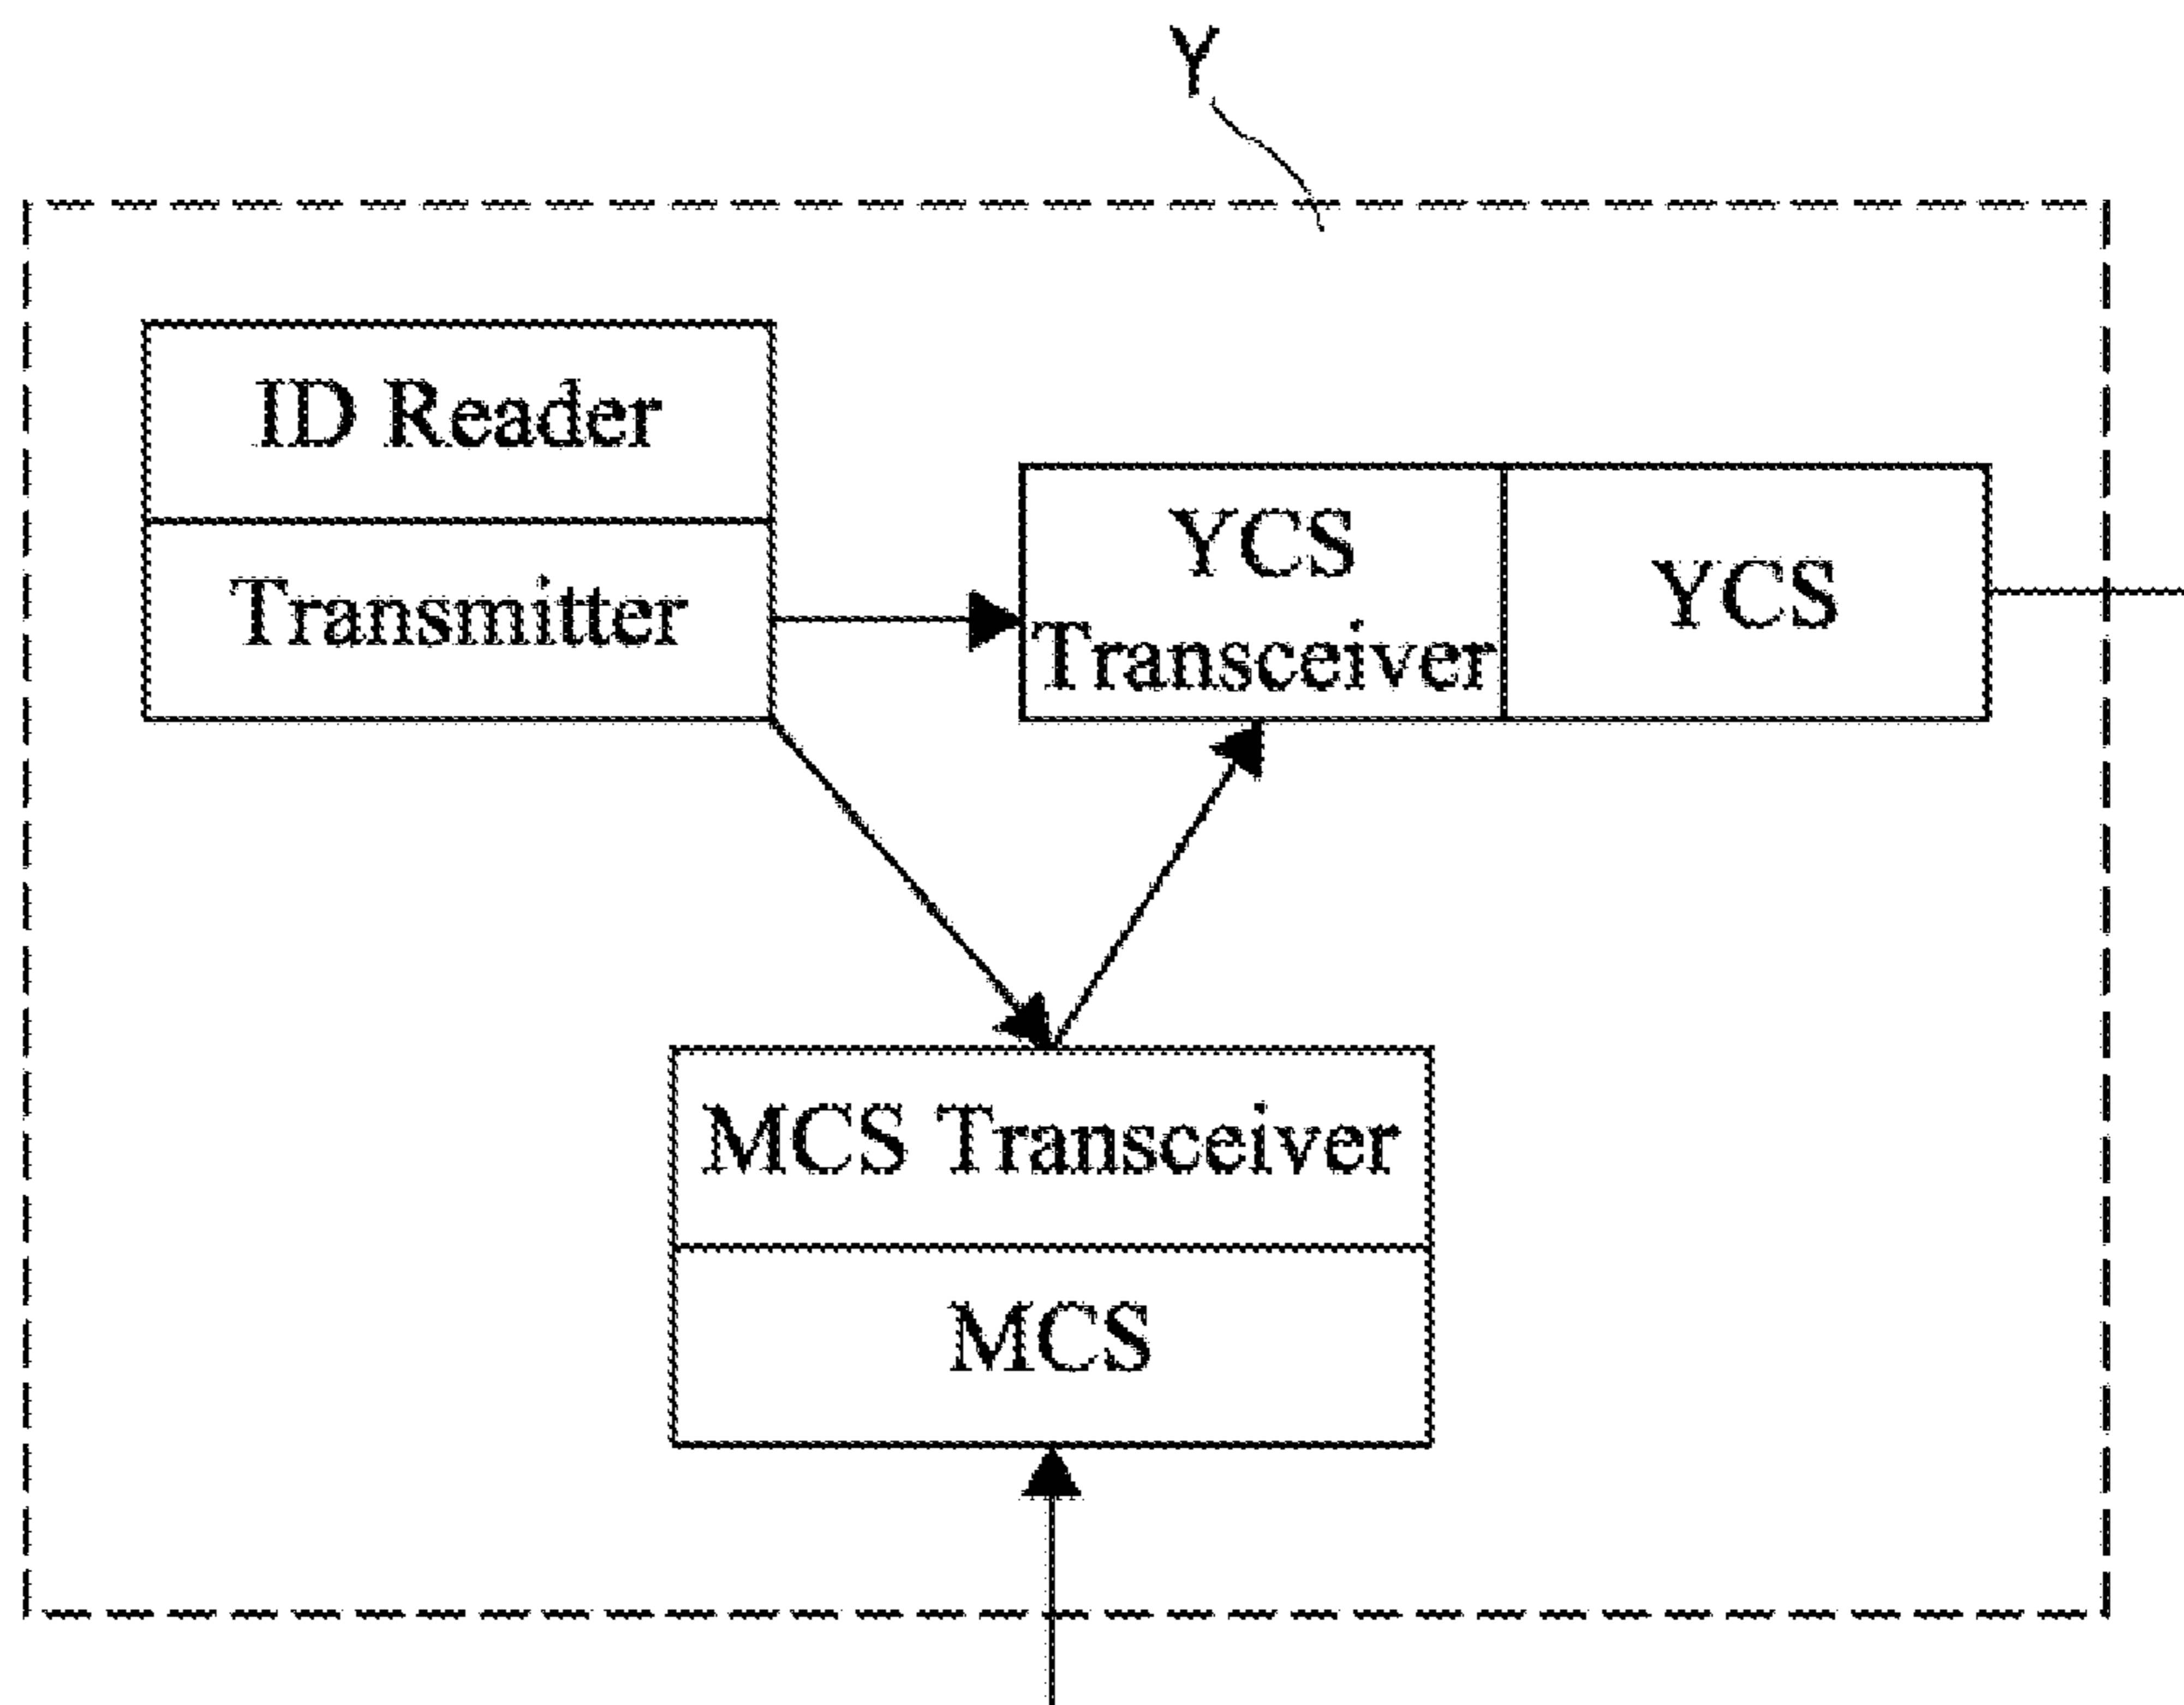 Y
ID Reader
Transmitter
YCS
Transceiver
YCS
MCS Transceiver
MCS